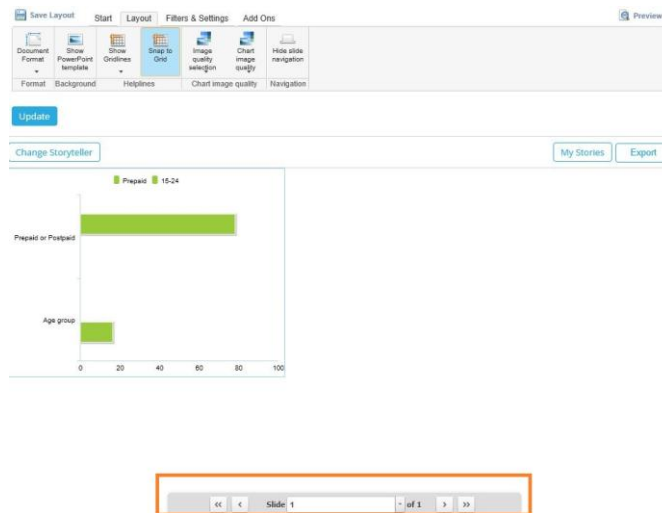 Save Layout Start Layout Filters & Settings Add Ons Preview
Document Format
Show PowerPoint template
Show Gridlines
Snap to Grid
Image quality selection
Chart image quality
Hide slide navigation
Format Background Helplines Chart image quality Navigation
Update
Change Storyteller My Stories Export
Prepaid 15-24
Prepaid or Postpaid
Age group
0 20 40 60 80 100
<< < Slide 1 of 1 > >>